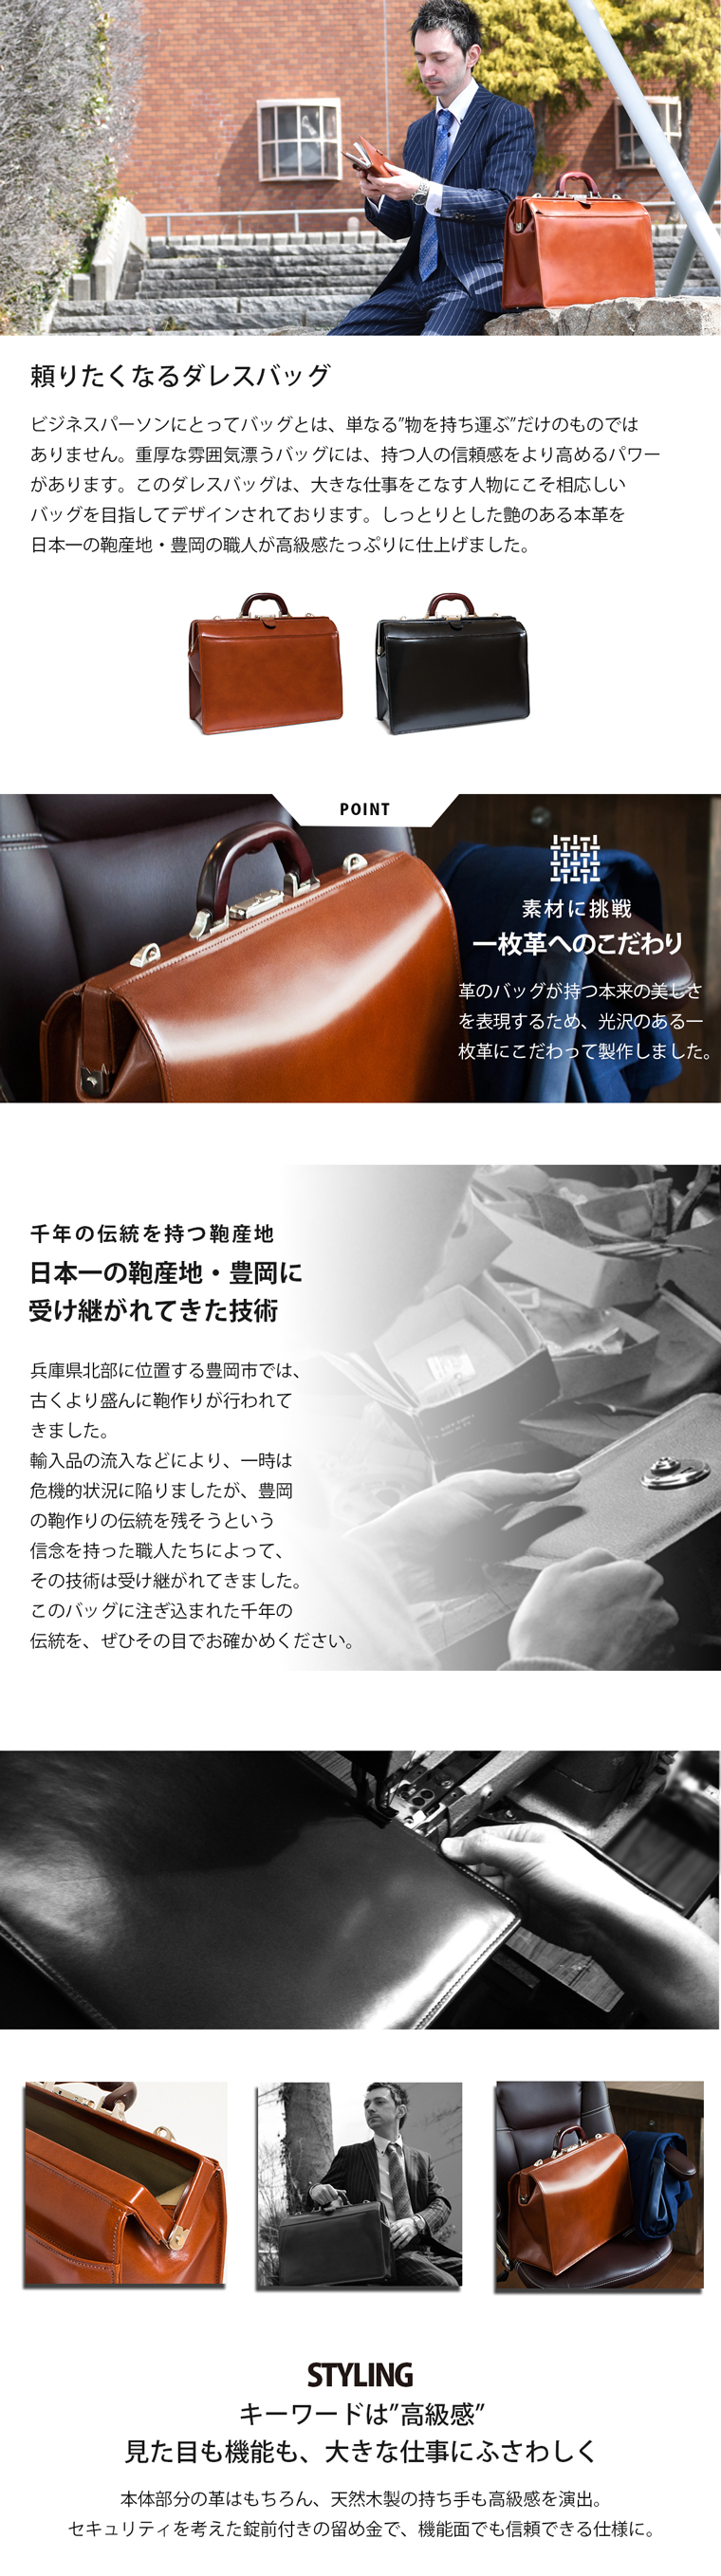 頼りたくなるダレスバッグ
ビジネスパーソンにとってバッグとは、単なる”物を持ち運ぶ”だけのものでは
ありません。重厚な雰囲気漂うバッグには、持つ人の信頼感をより高めるパワー
があります。このダレスバッグは、大きな仕事をこなす人物にこそ相応しい
バッグを目指してデザインされております。しっとりとした艶のある本革を
日本一の鞄産地・豊岡の職人が高級感たっぷりに仕上げました。
POINT
素材に挑戦
一枚革へのこだわり
革のバッグが持つ本来の美しさ
を表現するため、光沢のある一
枚革にこだわって製作しました。
千年の伝統を持つ鞄産地
日本一の鞄産地・豊岡に
受け継がれてきた技術
兵庫県北部に位置する豊岡市では、
古くより盛んに鞄作りが行われて
きました。
輸入品の流入などにより、一時は
危機的状況に陥りましたが、豊岡
の鞄作りの伝統を残そうという
信念を持った職人たちによって、
その技術は受け継がれてきました。
このバッグに注ぎ込まれた千年の
伝統を、ぜひその目でお確かめください。
STYLING
キーワードは”高級感”
見た目も機能も、大きな仕事にふさわしく
本体部分の革はもちろん、天然木製の持ち手も高級感を演出。
セキュリティを考えた錠前付きの留め金で、機能面でも信頼できる仕様に。